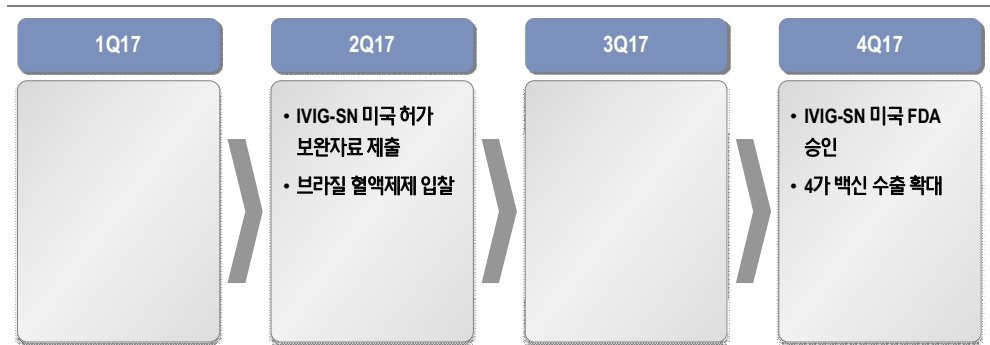 1Q17
2Q17
3Q17
4Q17
• IVIG-SN 미국 허가
보완자료 제출
• 브라질 혈액제제 입찰
• IVIG-SN 미국 FDA
승인
• 4가 백신 수출 확대